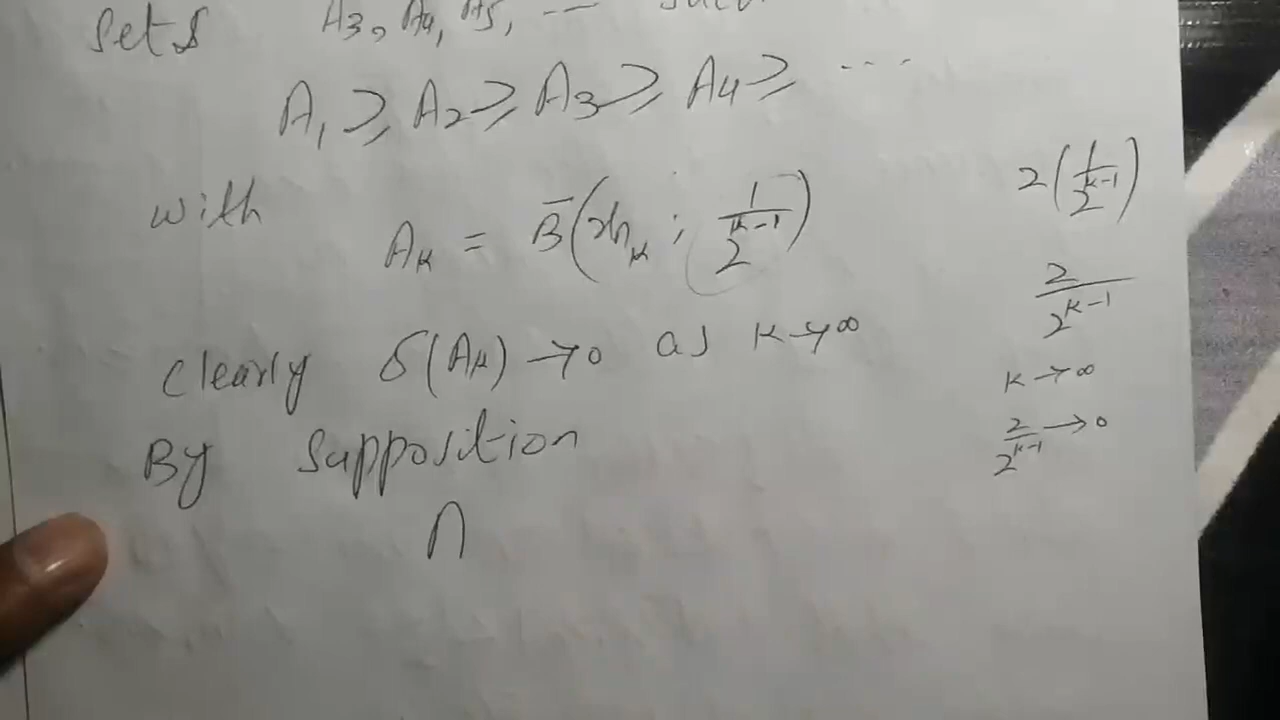 Sets A3, A4, A5, --- such
A1 ⩾ A2 ⩾ A3 ⩾ A4 ⩾ ---
with AK = B̄(xnK ; 1/2^(K-1))
2(1/2^(K-1))
2/2^(K-1)
clearly δ(AK) → 0 as K → ∞
K → ∞
By Supposition
2/2^(K-1) → 0
∩